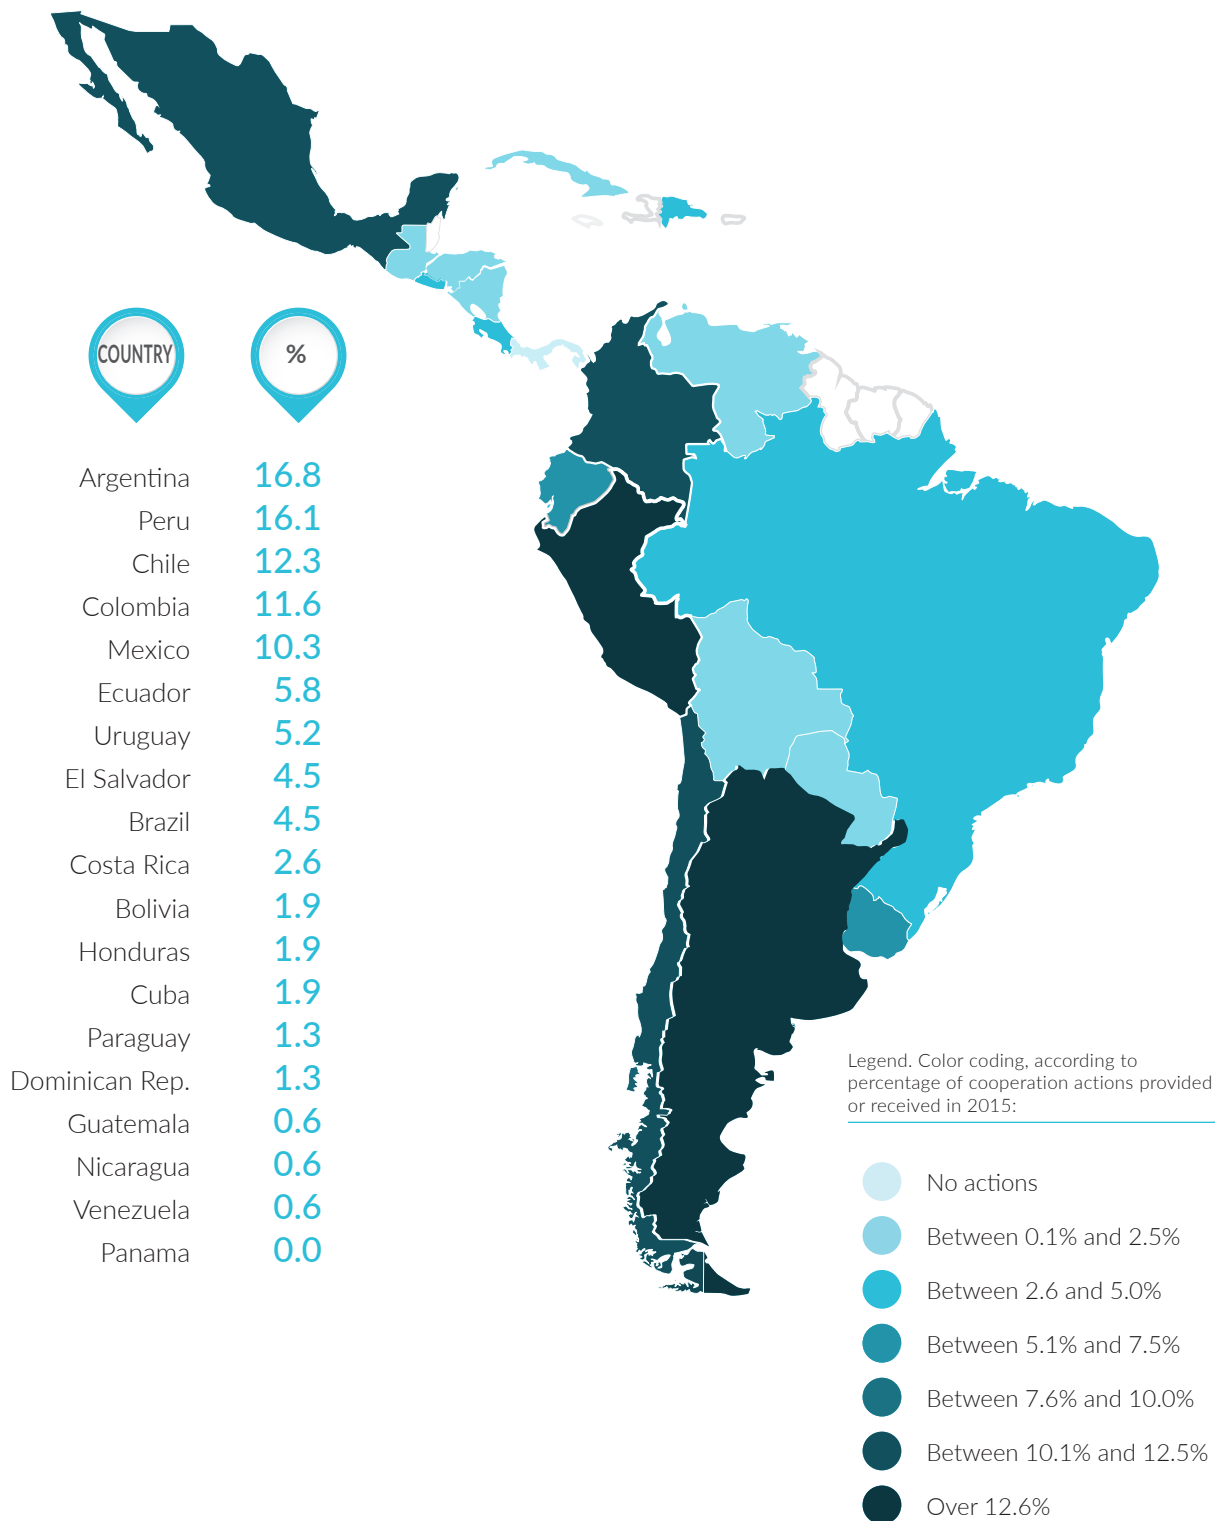 COUNTRY %
Argentina 16.8
Peru 16.1
Chile 12.3
Colombia 11.6
Mexico 10.3
Ecuador 5.8
Uruguay 5.2
El Salvador 4.5
Brazil 4.5
Costa Rica 2.6
Bolivia 1.9
Honduras 1.9
Cuba 1.9
Paraguay 1.3
Dominican Rep. 1.3
Guatemala 0.6
Nicaragua 0.6
Venezuela 0.6
Panama 0.0
Legend. Color coding, according to
percentage of cooperation actions provided
or received in 2015:
No actions
Between 0.1% and 2.5%
Between 2.6 and 5.0%
Between 5.1% and 7.5%
Between 7.6% and 10.0%
Between 10.1% and 12.5%
Over 12.6%